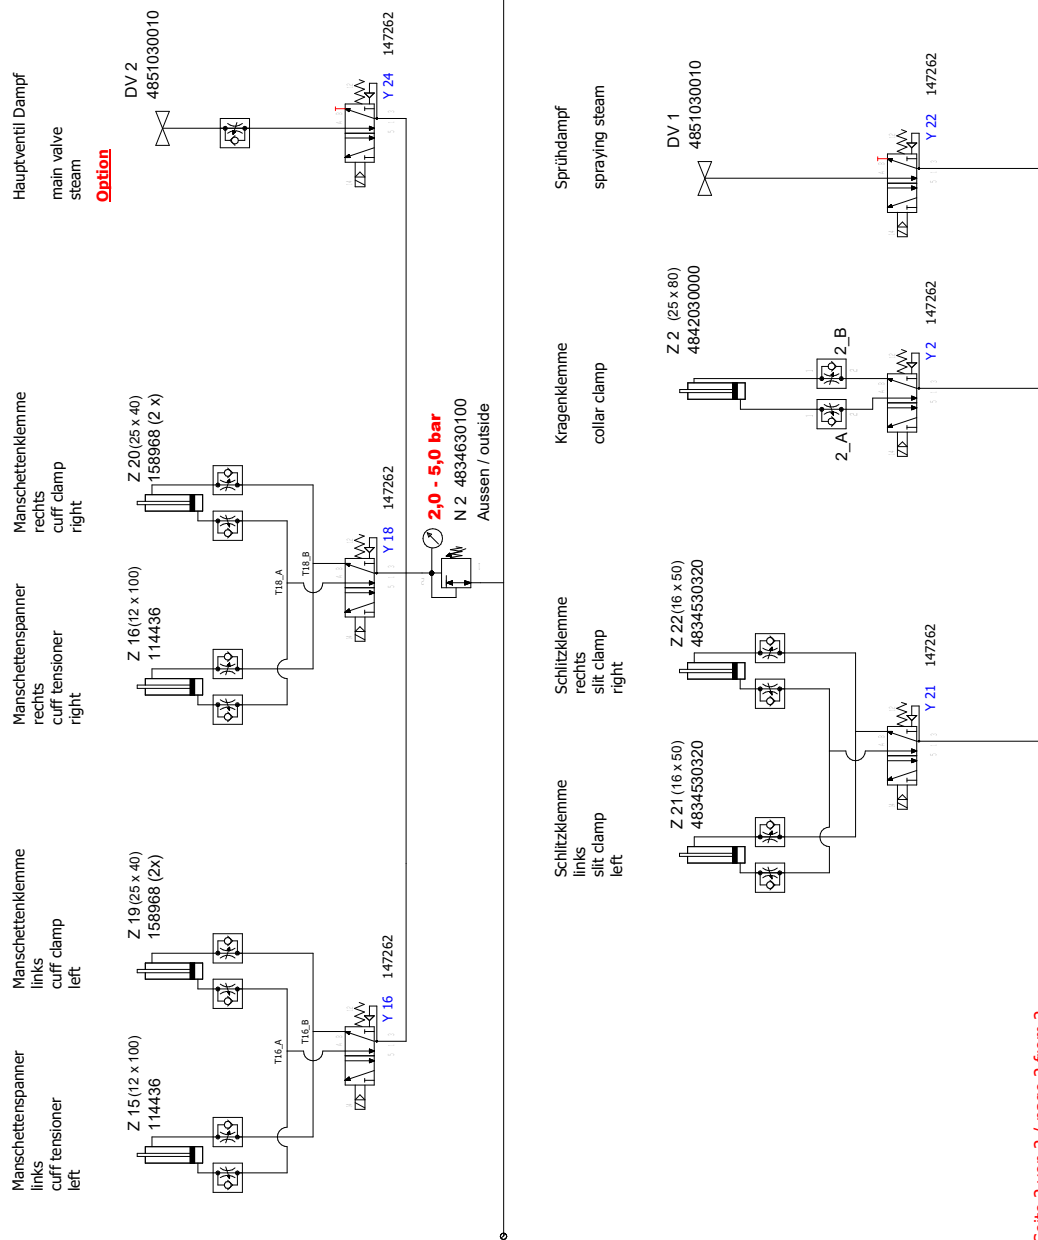 Manschettenspanner
links
cuff tensioner
left
Z 15 (12 x 100)
114436
Manschettenklemme
links
cuff clamp
left
Z 19 (25 x 40)
158968 (2x)
T16_A
T16_B
Y 16
147262
Manschettenspanner
rechts
cuff tensioner
right
Z 16 (12 x 100)
114436
Manschettenklemme
rechts
cuff clamp
right
Z 20 (25 x 40)
158968 (2 x)
T18_A
T18_B
Y 18
147262
2,0 - 5,0 bar
N 2 4834630100
Aussen / outside
Hauptventil Dampf
main valve
steam
Option
DV 2
4851030010
Y 24
147262
Schlitzklemme
links
slit clamp
left
Z 21 (16 x 50)
4834530320
Schlitzklemme
rechts
slit clamp
right
Z 22 (16 x 50)
4834530320
Y 21
147262
Kragenklemme
collar clamp
Z 2 (25 x 80)
4842030000
2_A
2_B
Y 2
147262
Sprühdampf
spraying steam
DV 1
4851030010
Y 22
147262